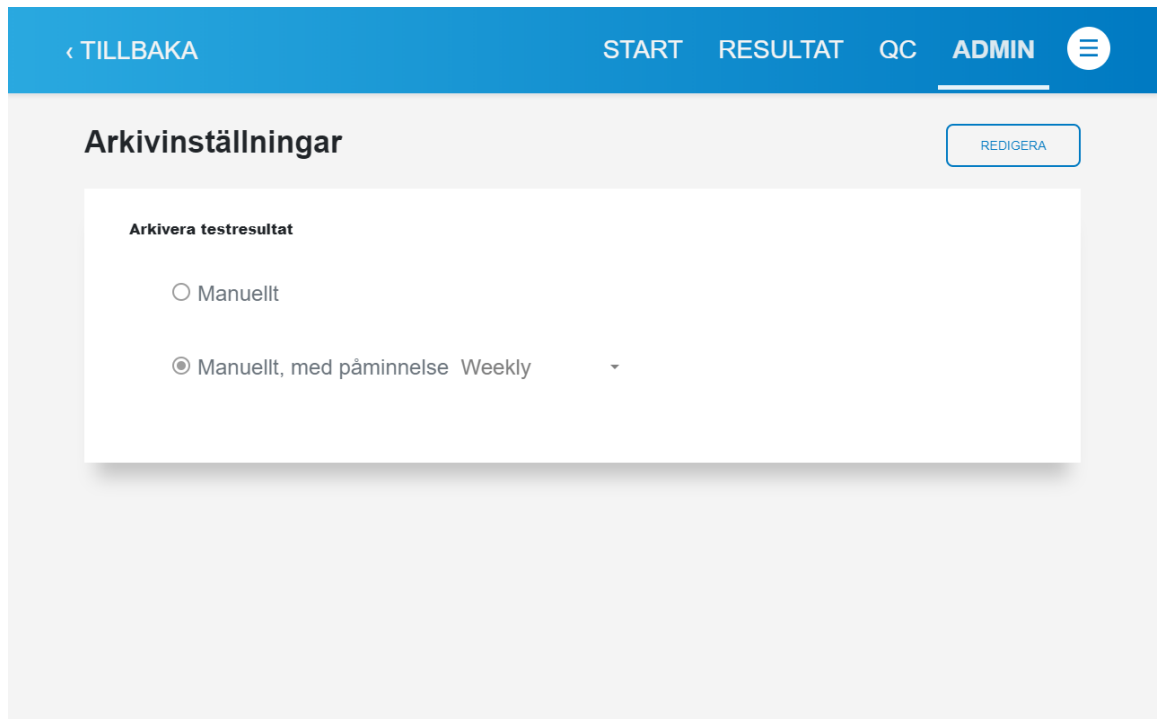 ‹ TILLBAKA START RESULTAT QC ADMIN
Arkivinställningar REDIGERA
Arkivera testresultat
Manuellt
Manuellt, med påminnelse Weekly